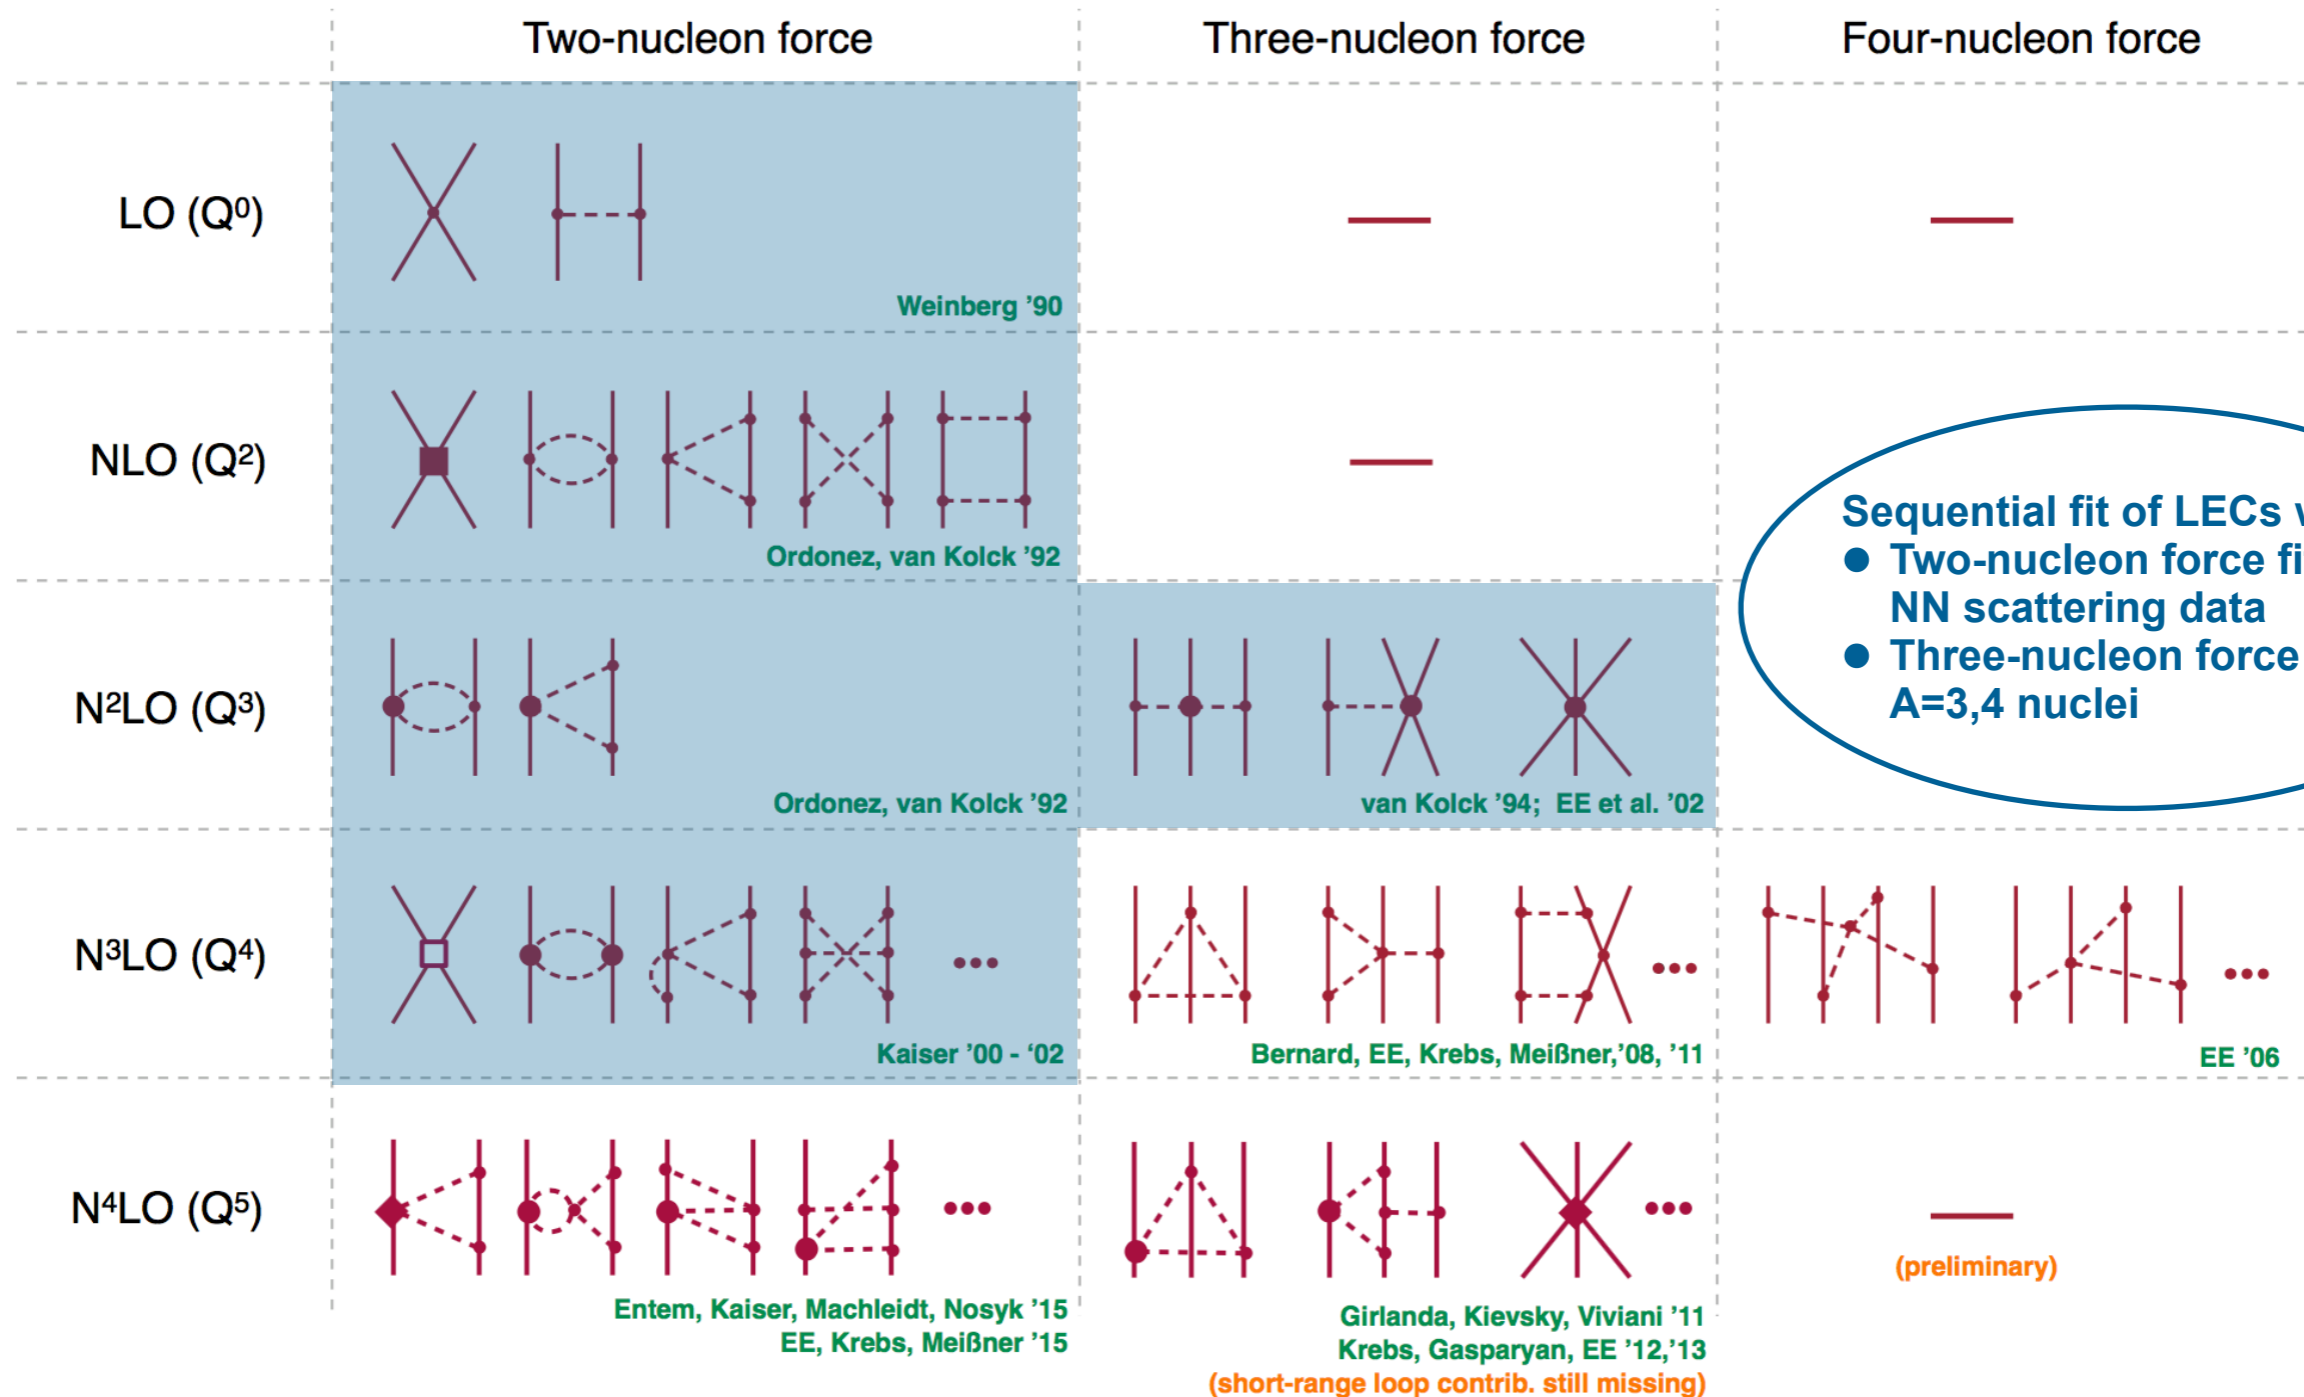 Two-nucleon force
Three-nucleon force
Four-nucleon force
LO (Q⁰)
Weinberg ’90
NLO (Q²)
Ordonez, van Kolck ’92
N²LO (Q³)
Ordonez, van Kolck ’92
van Kolck ’94; EE et al. ’02
Sequential fit of LECs
● Two-nucleon force
NN scattering data
● Three-nucleon force
A=3,4 nuclei
N³LO (Q⁴)
Kaiser ’00 - ‘02
Bernard, EE, Krebs, Meißner,’08, ’11
EE ’06
N⁴LO (Q⁵)
Entem, Kaiser, Machleidt, Nosyk ’15
EE, Krebs, Meißner ’15
Girlanda, Kievsky, Viviani ’11
Krebs, Gasparyan, EE ’12,’13
(short-range loop contrib. still missing)
(preliminary)